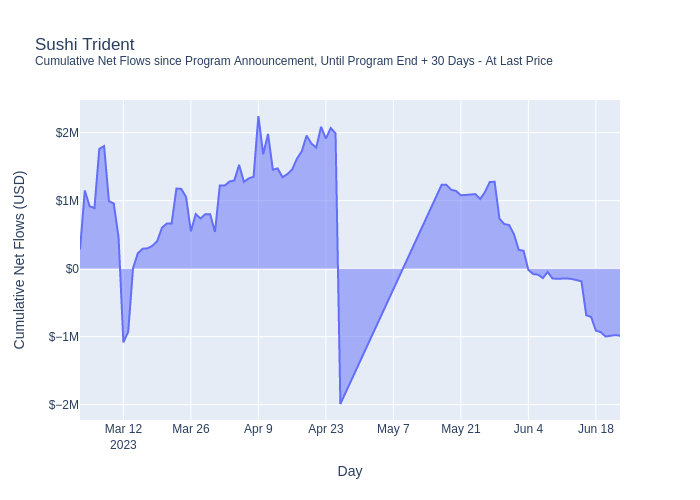 Sushi Trident
Cumulative Net Flows since Program Announcement, Until Program End + 30 Days - At Last Price
Cumulative Net Flows (USD)
$2M
$1M
$0
$−1M
$−2M
Mar 12 Mar 26 Apr 9 Apr 23 May 7 May 21 Jun 4 Jun 18
2023
Day